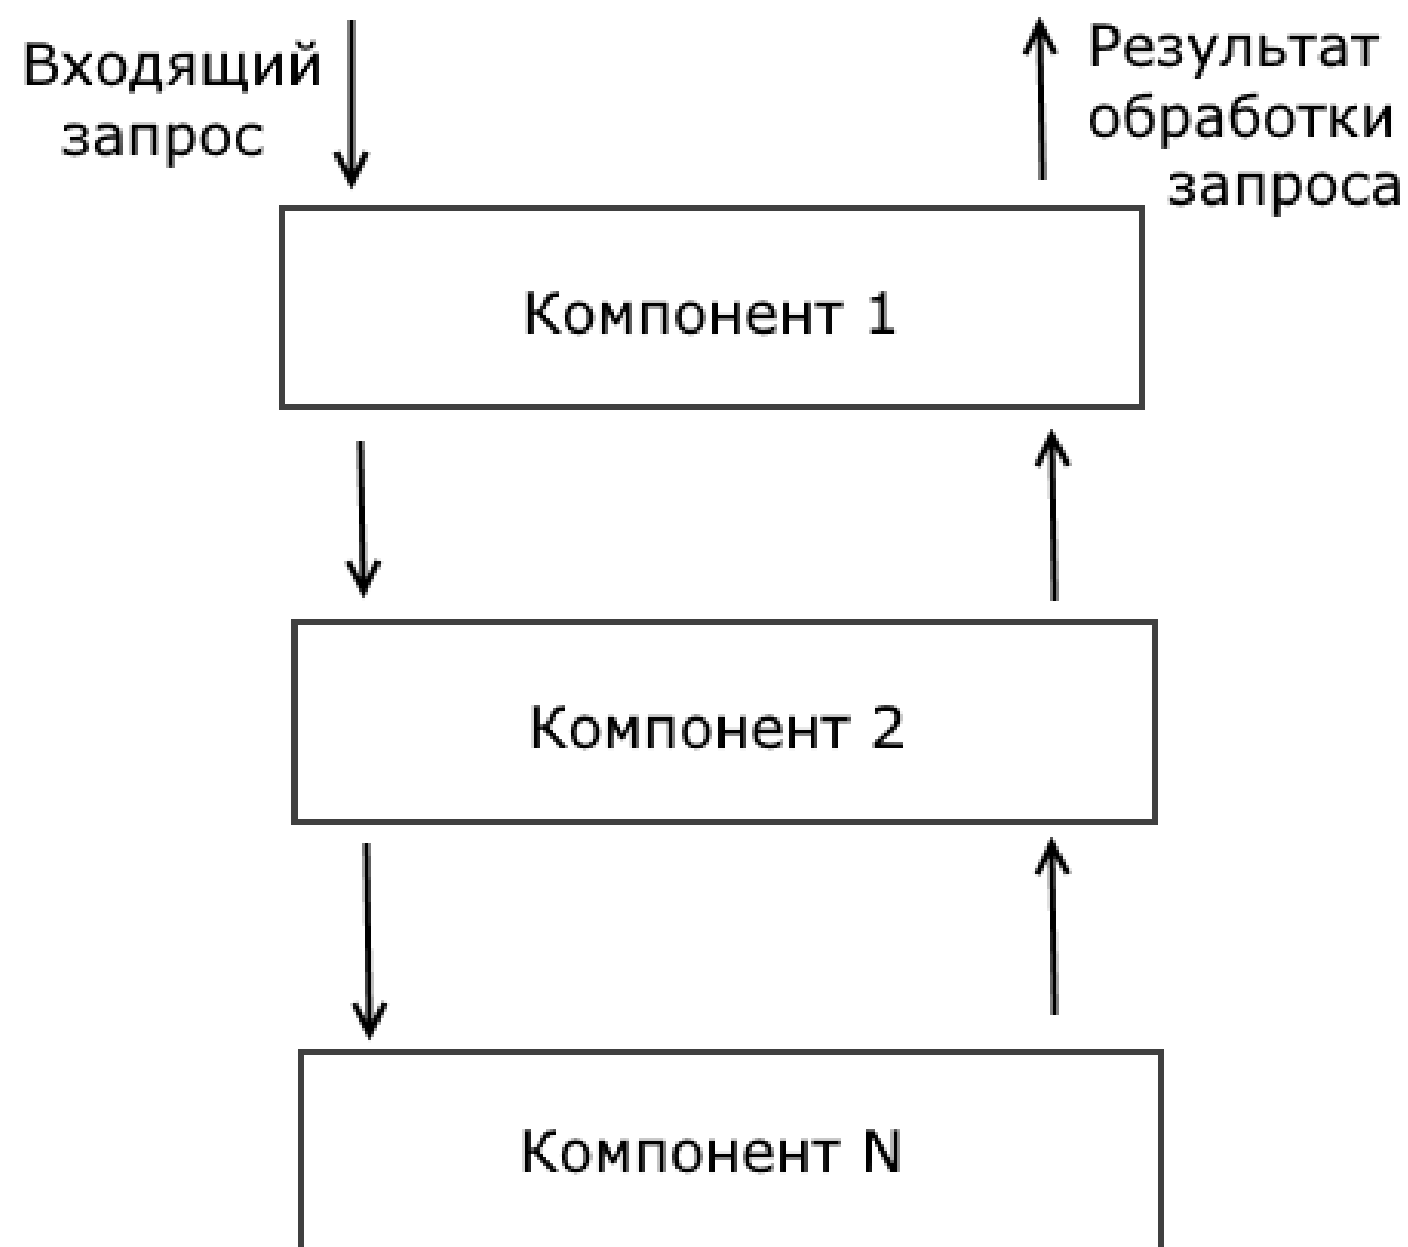 Входящий
запрос
Результат
обработки
запроса
Компонент 1
Компонент 2
Компонент N